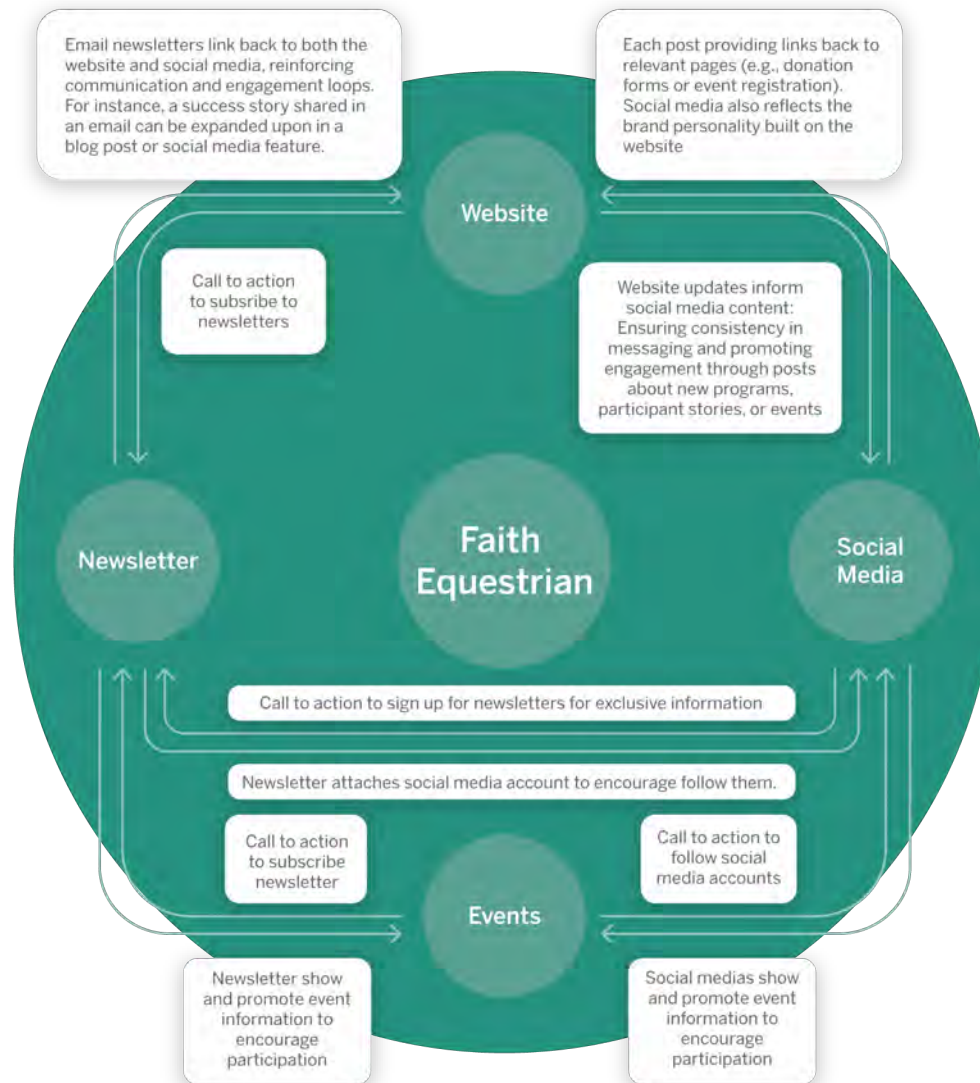 Email newsletters link back to both the
website and social media, reinforcing
communication and engagement loops.
For instance, a success story shared in
an email can be expanded upon in a
blog post or social media feature.
Each post providing links back to
relevant pages (e.g., donation
forms or event registration).
Social media also reflects the
brand personality built on the
website
Website
Call to action
to subsribe to
newsletters
Website updates inform
social media content:
Ensuring consistency in
messaging and promoting
engagement through posts
about new programs,
participant stories, or events
Newsletter
Faith
Equestrian
Social
Media
Call to action to sign up for newsletters for exclusive information
Newsletter attaches social media account to encourage follow them.
Call to action
to subscribe
newsletter
Call to action to
follow social
media accounts
Events
Newsletter show
and promote event
information to
encourage
participation
Social medias show
and promote event
information to
encourage
participation